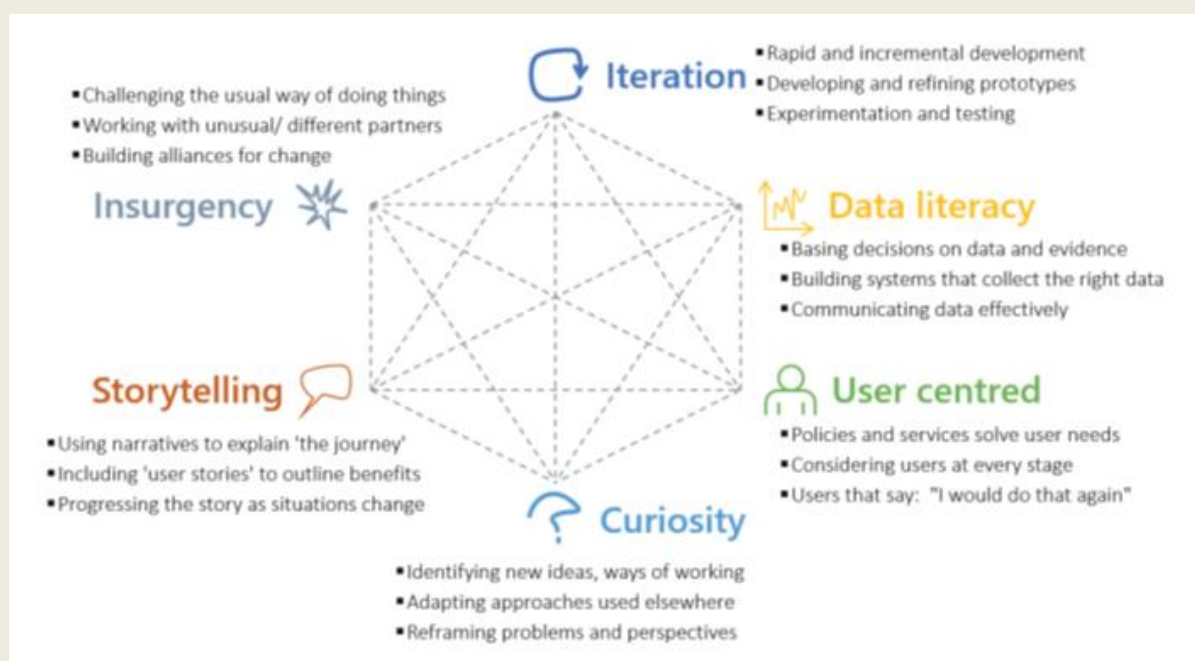 Iteration
▪Rapid and incremental development
▪Developing and refining prototypes
▪Experimentation and testing
▪Challenging the usual way of doing things
▪Working with unusual/ different partners
▪Building alliances for change
Insurgency
Data literacy
▪Basing decisions on data and evidence
▪Building systems that collect the right data
▪Communicating data effectively
Storytelling
▪Using narratives to explain 'the journey'
▪Including 'user stories' to outline benefits
▪Progressing the story as situations change
User centred
▪Policies and services solve user needs
▪Considering users at every stage
▪Users that say: "I would do that again"
Curiosity
▪Identifying new ideas, ways of working
▪Adapting approaches used elsewhere
▪Reframing problems and perspectives